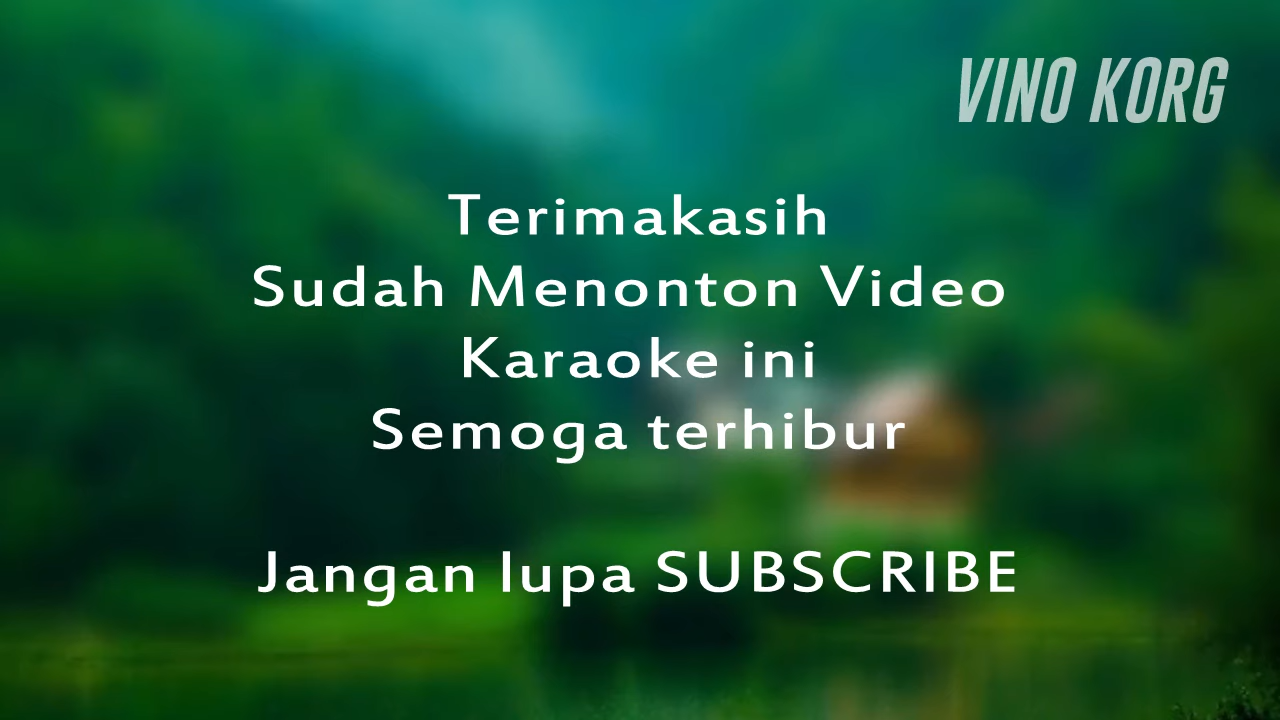 VINO KORG
Terimakasih
Sudah Menonton Video
Karaoke ini
Semoga terhibur
Jangan lupa SUBSCRIBE